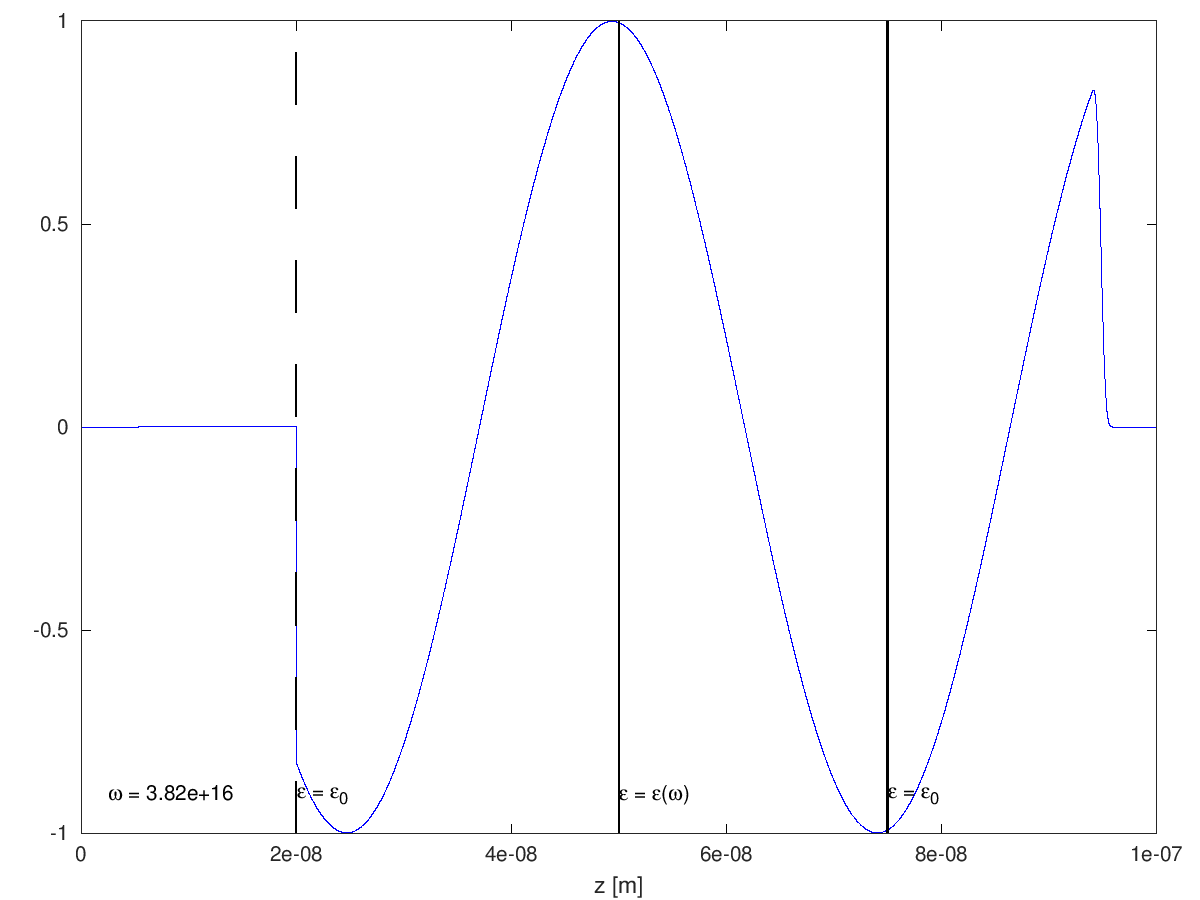 1
0.5
0
-0.5
-1
ω = 3.82e+16
ε = ε0
ε = ε(ω)
ε = ε0
0
2e-08
4e-08
6e-08
8e-08
1e-07
z [m]